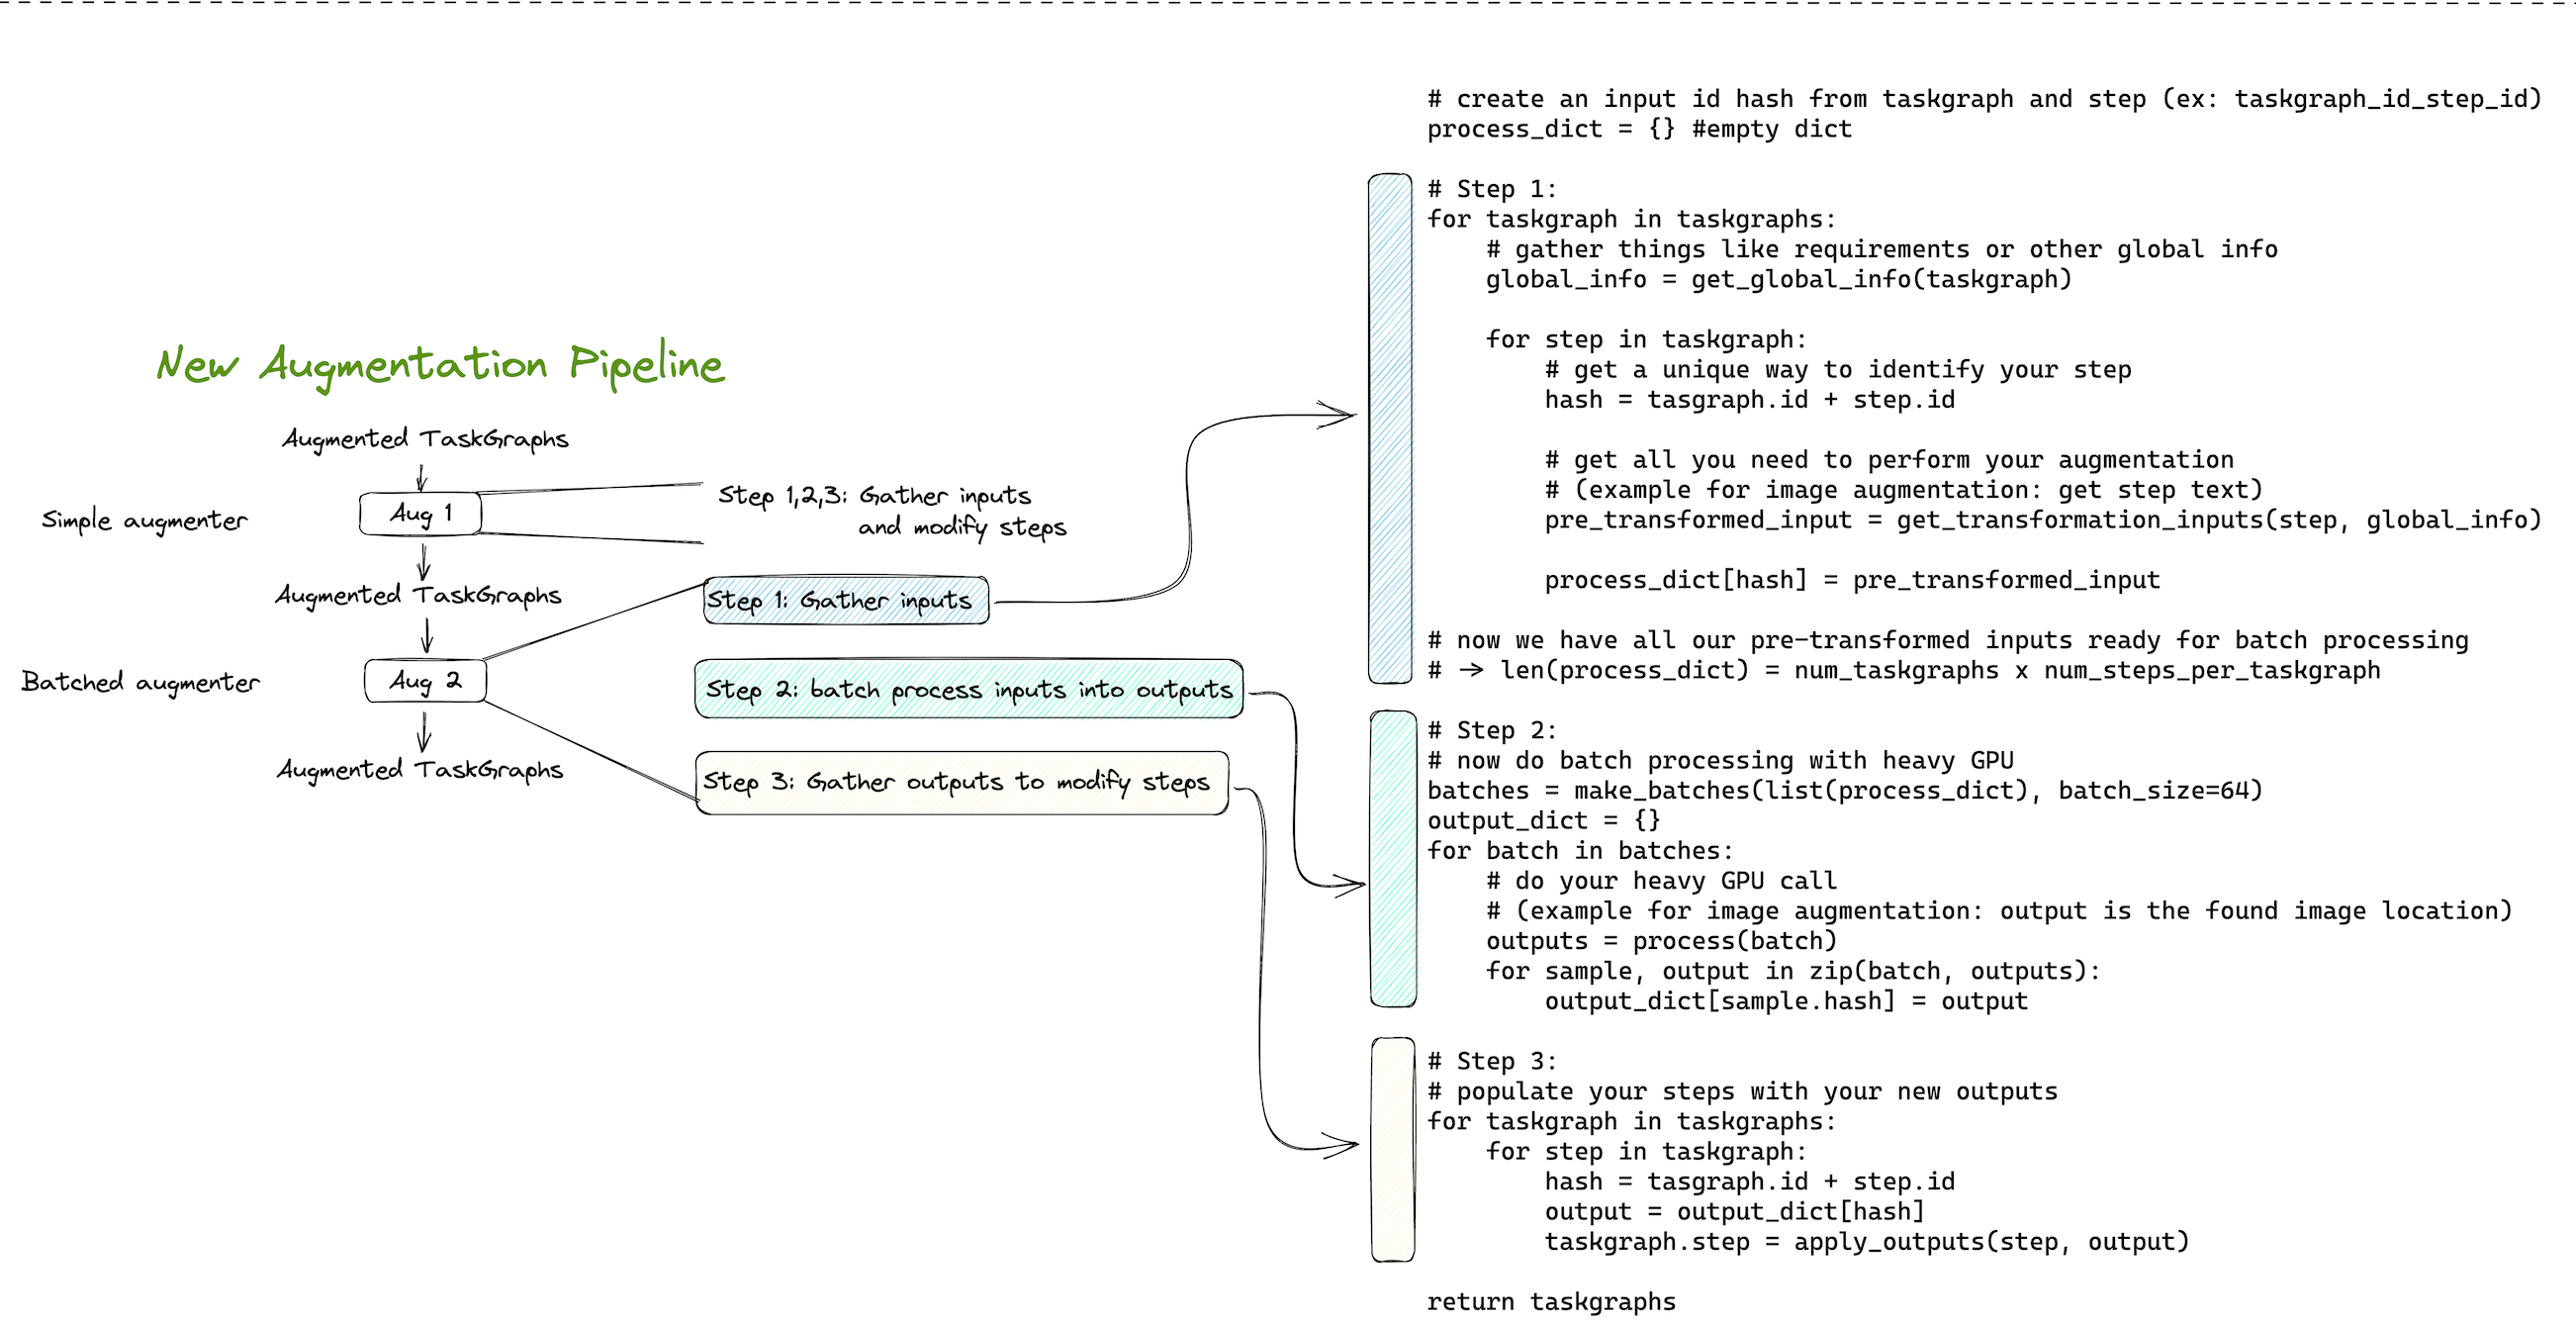 New Augmentation Pipeline
Augmented TaskGraphs
Simple augmenter
Aug 1
Step 1,2,3: Gather inputs
and modify steps
Augmented TaskGraphs
Step 1: Gather inputs
Batched augmenter
Aug 2
Step 2: batch process inputs into outputs
Augmented TaskGraphs
Step 3: Gather outputs to modify steps
# create an input id hash from taskgraph and step (ex: taskgraph_id_step_id)
process_dict = {} #empty dict
# Step 1:
for taskgraph in taskgraphs:
    # gather things like requirements or other global info
    global_info = get_global_info(taskgraph)
    for step in taskgraph:
        # get a unique way to identify your step
        hash = tasgraph.id + step.id
        # get all you need to perform your augmentation
        # (example for image augmentation: get step text)
        pre_transformed_input = get_transformation_inputs(step, global_info)
        process_dict[hash] = pre_transformed_input
# now we have all our pre-transformed inputs ready for batch processing
# -> len(process_dict) = num_taskgraphs x num_steps_per_taskgraph
# Step 2:
# now do batch processing with heavy GPU
batches = make_batches(list(process_dict), batch_size=64)
output_dict = {}
for batch in batches:
    # do your heavy GPU call
    # (example for image augmentation: output is the found image location)
    outputs = process(batch)
    for sample, output in zip(batch, outputs):
        output_dict[sample.hash] = output
# Step 3:
# populate your steps with your new outputs
for taskgraph in taskgraphs:
    for step in taskgraph:
        hash = tasgraph.id + step.id
        output = output_dict[hash]
        taskgraph.step = apply_outputs(step, output)
return taskgraphs